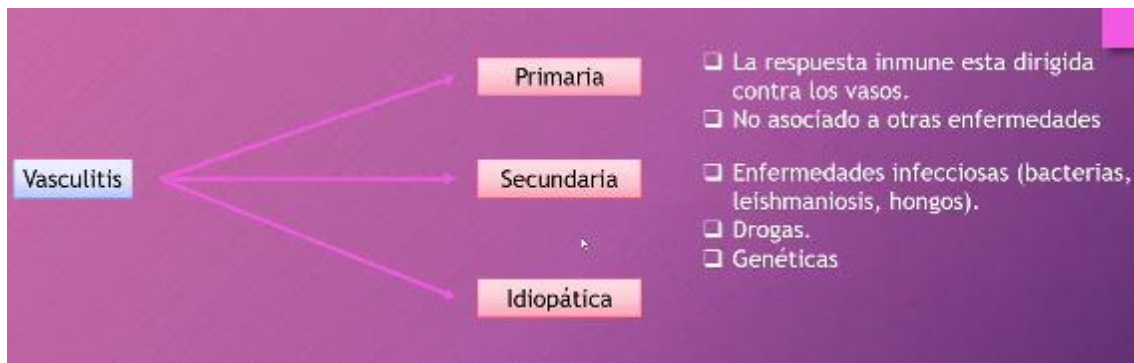 Vasculitis
Primaria
❑ La respuesta inmune esta dirigida
contra los vasos.
❑ No asociado a otras enfermedades
Secundaria
❑ Enfermedades infecciosas (bacterias,
leishmaniosis, hongos).
❑ Drogas.
❑ Genéticas
Idiopática